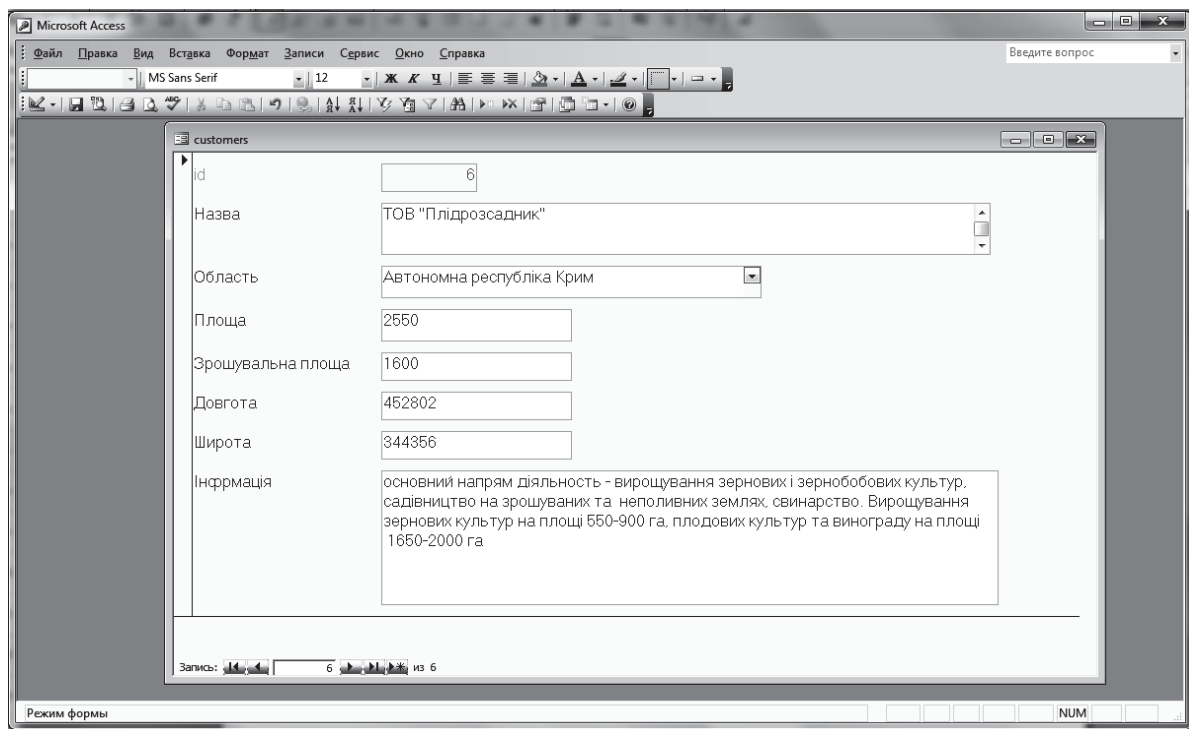 Microsoft Access
Файл Правка Вид Вставка Формат Записи Сервис Окно Справка Введите вопрос
MS Sans Serif 12 Ж К Ч
customers
id 6
Назва ТОВ "Плідрозсадник"
Область Автономна республіка Крим
Площа 2550
Зрошувальна площа 1600
Довгота 452802
Широта 344356
Інформація основний напрям діяльность - вирощування зернових і зернобобових культур,
садівництво на зрошуваних та неполивних землях, свинарство. Вирощування
зернових культур на площі 550-900 га, плодових культур та винограду на площі
1650-2000 га
Запись: 6 из 6
Режим формы NUM